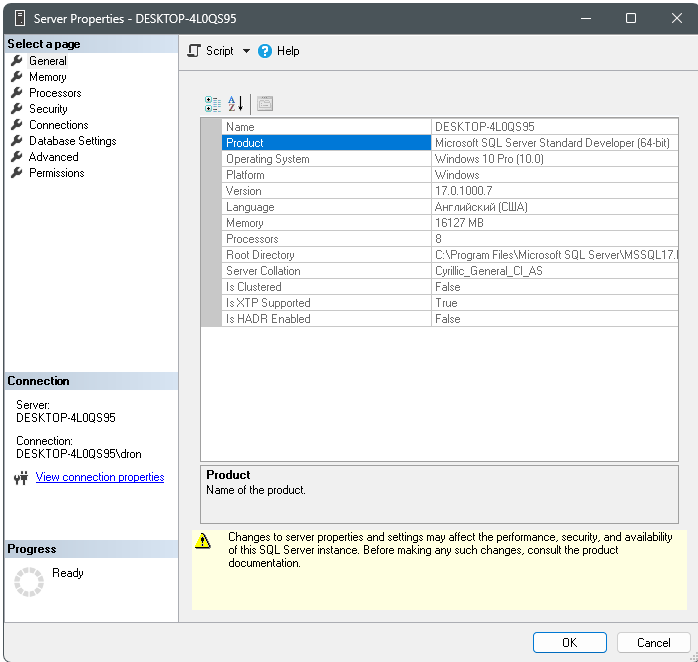 Server Properties - DESKTOP-4L0QS95
Select a page
General
Memory
Processors
Security
Connections
Database Settings
Advanced
Permissions
Script
Help
Name DESKTOP-4L0QS95
Product Microsoft SQL Server Standard Developer (64-bit)
Operating System Windows 10 Pro (10.0)
Platform Windows
Version 17.0.1000.7
Language Английский (США)
Memory 16127 MB
Processors 8
Root Directory C:\Program Files\Microsoft SQL Server\MSSQL17.
Server Collation Cyrillic_General_CI_AS
Is Clustered False
Is XTP Supported True
Is HADR Enabled False
Connection
Server:
DESKTOP-4L0QS95
Connection:
DESKTOP-4L0QS95\dron
View connection properties
Product
Name of the product.
Changes to server properties and settings may affect the performance, security, and availability
of this SQL Server instance. Before making any such changes, consult the product
documentation.
Progress
Ready
OK
Cancel